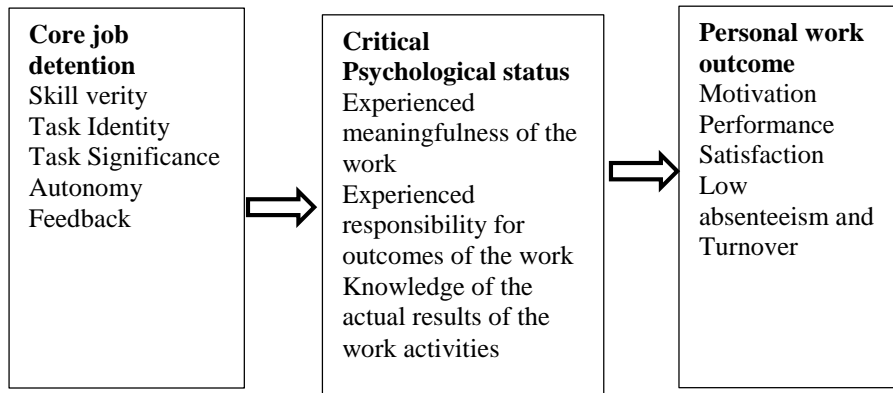 Core job
detention
Skill verity
Task Identity
Task Significance
Autonomy
Feedback
Critical
Psychological status
Experienced
meaningfulness of the
work
Experienced
responsibility for
outcomes of the work
Knowledge of the
actual results of the
work activities
Personal work
outcome
Motivation
Performance
Satisfaction
Low
absenteeism and
Turnover